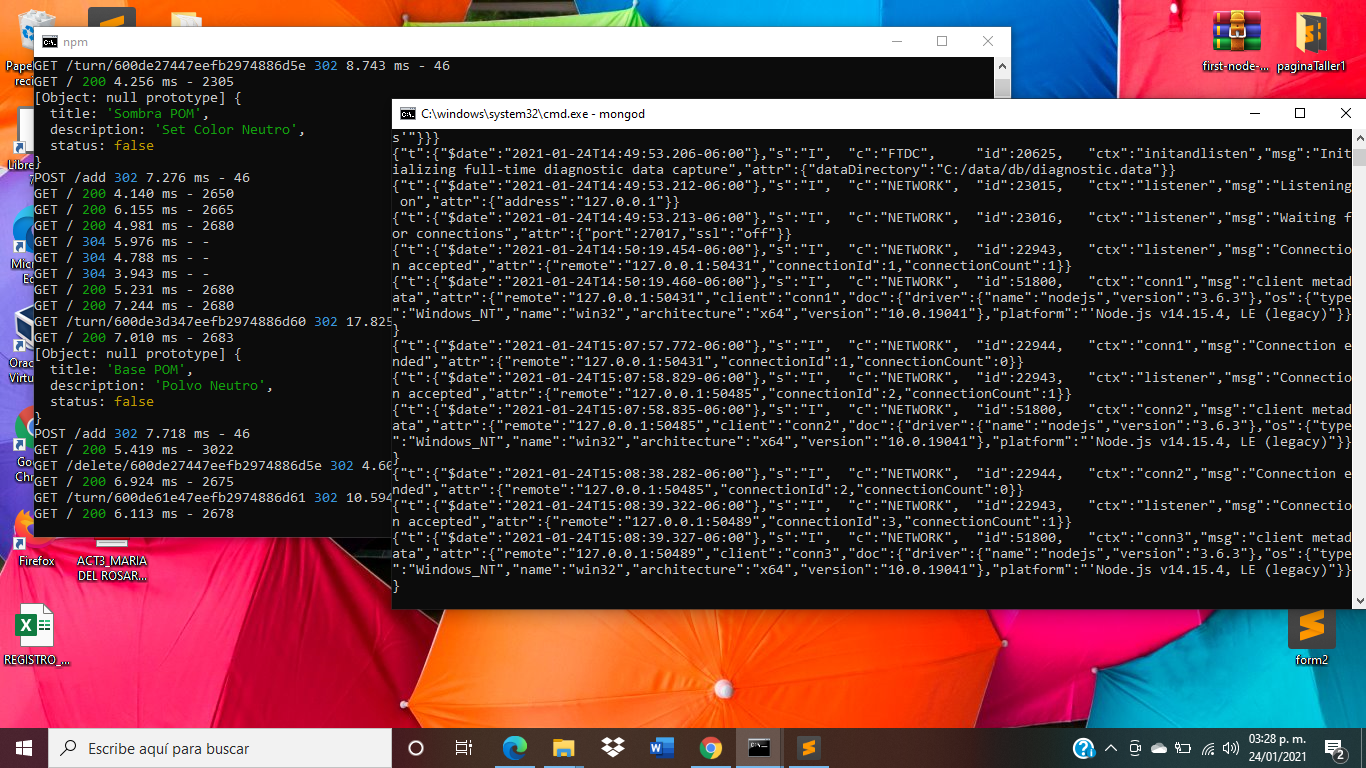 npm
GET /turn/600de27447eefb2974886d5e 302 8.743 ms - 46
GET / 200 4.256 ms - 2305
[Object: null prototype] {
title: 'Sombra POM',
description: 'Set Color Neutro',
status: false
}
POST /add 302 7.276 ms - 46
GET / 200 4.140 ms - 2650
GET / 200 6.155 ms - 2665
GET / 200 4.981 ms - 2680
GET / 304 5.976 ms - -
GET / 304 4.788 ms - -
GET / 304 3.943 ms - -
GET / 200 5.231 ms - 2680
GET / 200 7.244 ms - 2680
GET /turn/600de3d347eefb2974886d60 302 17.825
GET / 200 7.010 ms - 2683
[Object: null prototype] {
title: 'Base POM',
description: 'Polvo Neutro',
status: false
}
POST /add 302 7.718 ms - 46
GET / 200 5.419 ms - 3022
GET /delete/600de27447eefb2974886d5e 302 4.60
GET / 200 6.924 ms - 2675
GET /turn/600de61e47eefb2974886d61 302 10.594
GET / 200 6.113 ms - 2678
C:\windows\system32\cmd.exe - mongod
s'"}}}
{"t":{"$date":"2021-01-24T14:49:53.206-06:00"},"s":"I", "c":"FTDC", "id":20625, "ctx":"initandlisten","msg":"Init
ializing full-time diagnostic data capture","attr":{"dataDirectory":"C:/data/db/diagnostic.data"}}
{"t":{"$date":"2021-01-24T14:49:53.212-06:00"},"s":"I", "c":"NETWORK", "id":23015, "ctx":"listener","msg":"Listening
on","attr":{"address":"127.0.0.1"}}
{"t":{"$date":"2021-01-24T14:49:53.213-06:00"},"s":"I", "c":"NETWORK", "id":23016, "ctx":"listener","msg":"Waiting f
or connections","attr":{"port":27017,"ssl":"off"}}
{"t":{"$date":"2021-01-24T14:50:19.454-06:00"},"s":"I", "c":"NETWORK", "id":22943, "ctx":"listener","msg":"Connectio
n accepted","attr":{"remote":"127.0.0.1:50431","connectionId":1,"connectionCount":1}}
{"t":{"$date":"2021-01-24T14:50:19.460-06:00"},"s":"I", "c":"NETWORK", "id":51800, "ctx":"conn1","msg":"client metad
ata","attr":{"remote":"127.0.0.1:50431","client":"conn1","doc":{"driver":{"name":"nodejs","version":"3.6.3"},"os":{"type
":"Windows_NT","name":"win32","architecture":"x64","version":"10.0.19041"},"platform":"'Node.js v14.15.4, LE (legacy)"}}
}
{"t":{"$date":"2021-01-24T15:07:57.772-06:00"},"s":"I", "c":"NETWORK", "id":22944, "ctx":"conn1","msg":"Connection e
nded","attr":{"remote":"127.0.0.1:50431","connectionId":1,"connectionCount":0}}
{"t":{"$date":"2021-01-24T15:07:58.829-06:00"},"s":"I", "c":"NETWORK", "id":22943, "ctx":"listener","msg":"Connectio
n accepted","attr":{"remote":"127.0.0.1:50485","connectionId":2,"connectionCount":1}}
{"t":{"$date":"2021-01-24T15:07:58.835-06:00"},"s":"I", "c":"NETWORK", "id":51800, "ctx":"conn2","msg":"client metad
ata","attr":{"remote":"127.0.0.1:50485","client":"conn2","doc":{"driver":{"name":"nodejs","version":"3.6.3"},"os":{"type
":"Windows_NT","name":"win32","architecture":"x64","version":"10.0.19041"},"platform":"'Node.js v14.15.4, LE (legacy)"}}
}
{"t":{"$date":"2021-01-24T15:08:38.282-06:00"},"s":"I", "c":"NETWORK", "id":22944, "ctx":"conn2","msg":"Connection e
nded","attr":{"remote":"127.0.0.1:50485","connectionId":2,"connectionCount":0}}
{"t":{"$date":"2021-01-24T15:08:39.322-06:00"},"s":"I", "c":"NETWORK", "id":22943, "ctx":"listener","msg":"Connectio
n accepted","attr":{"remote":"127.0.0.1:50489","connectionId":3,"connectionCount":1}}
{"t":{"$date":"2021-01-24T15:08:39.327-06:00"},"s":"I", "c":"NETWORK", "id":51800, "ctx":"conn3","msg":"client metad
ata","attr":{"remote":"127.0.0.1:50489","client":"conn3","doc":{"driver":{"name":"nodejs","version":"3.6.3"},"os":{"type
":"Windows_NT","name":"win32","architecture":"x64","version":"10.0.19041"},"platform":"'Node.js v14.15.4, LE (legacy)"}}
}
first-node-...
paginaTaller1
Firefox
ACT3_MARIA
DEL ROSAR...
REGISTRO_...
form2
Escribe aquí para buscar
03:28 p. m.
24/01/2021
2